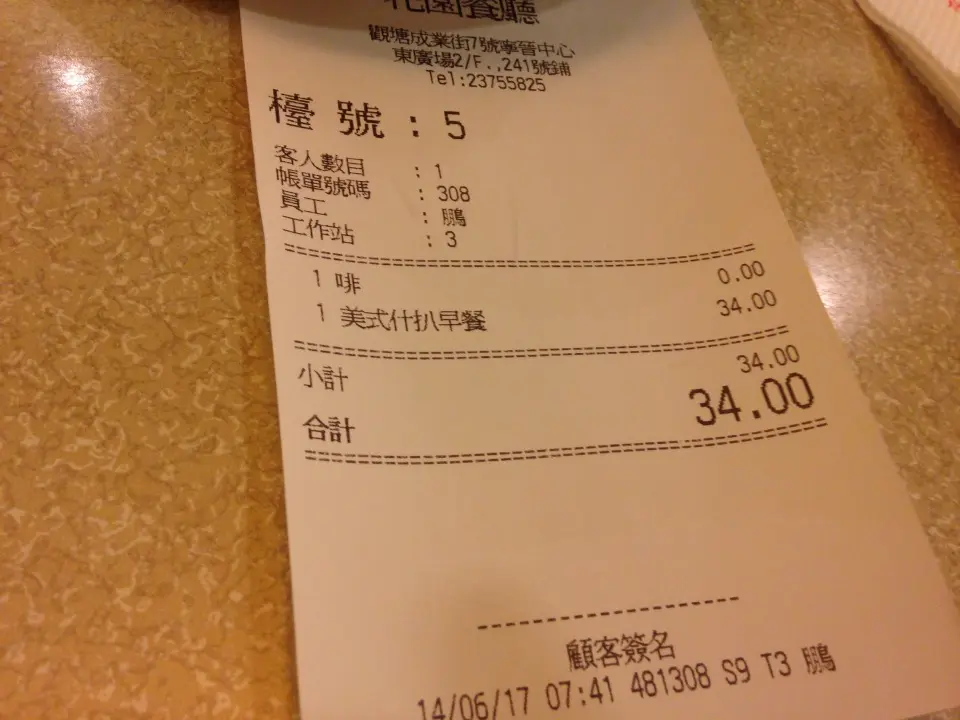 花園餐廳
觀塘成業街7號寧晉中心
東廣場2/F.,241號鋪
Tel:23755825
檯 號 : 5
客人數目 : 1
帳單號碼 : 308
員工 : 鵬
工作站 : 3
1 啡 0.00
1 美式什扒早餐 34.00
小計 34.00
合計 34.00
顧客簽名
14/06/17 07:41 481308 S9 T3 鵬